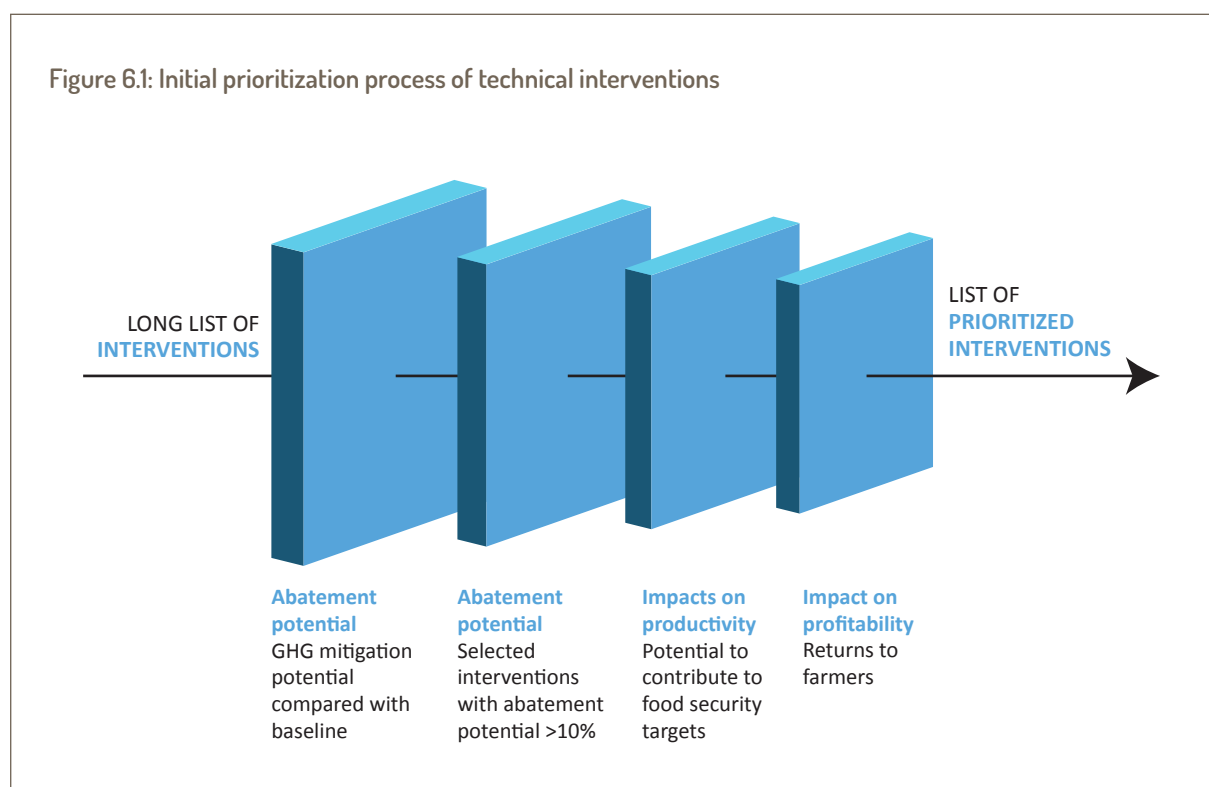 Figure 6.1: Initial prioritization process of technical interventions
LONG LIST OF
INTERVENTIONS
LIST OF
PRIORITIZED
INTERVENTIONS
Abatement
potential
GHG mitigation
potential
compared with
baseline
Abatement
potential
Selected
interventions
with abatement
potential >10%
Impacts on
productivity
Potential to
contribute to
food security
targets
Impact on
profitability
Returns to
farmers